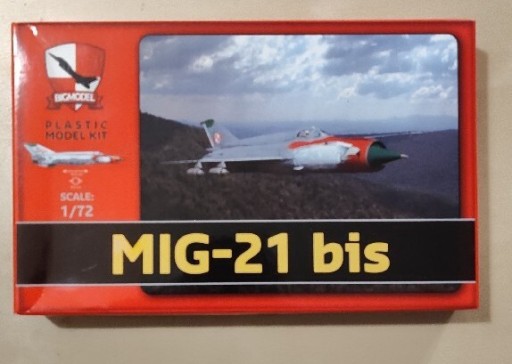 BIGMODEL
PLASTIC
MODEL KIT
SCALE:
1/72
MIG-21 bis